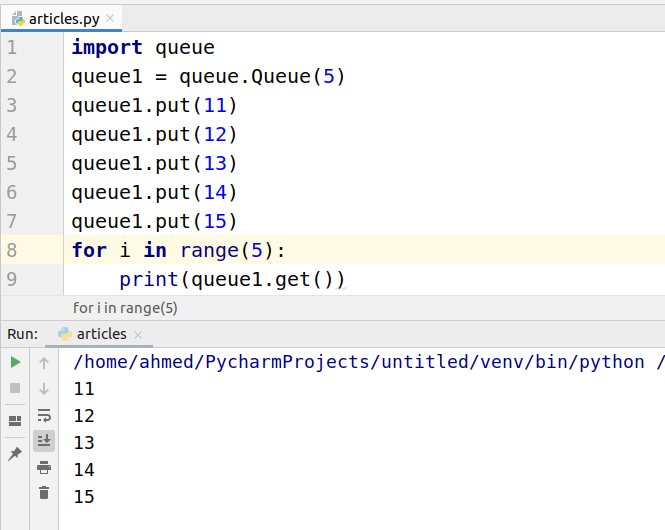 articles.py
1 import queue
2 queue1 = queue.Queue(5)
3 queue1.put(11)
4 queue1.put(12)
5 queue1.put(13)
6 queue1.put(14)
7 queue1.put(15)
8 for i in range(5):
9     print(queue1.get())
for i in range(5)
Run: articles
/home/ahmed/PycharmProjects/untitled/venv/bin/python /
11
12
13
14
15